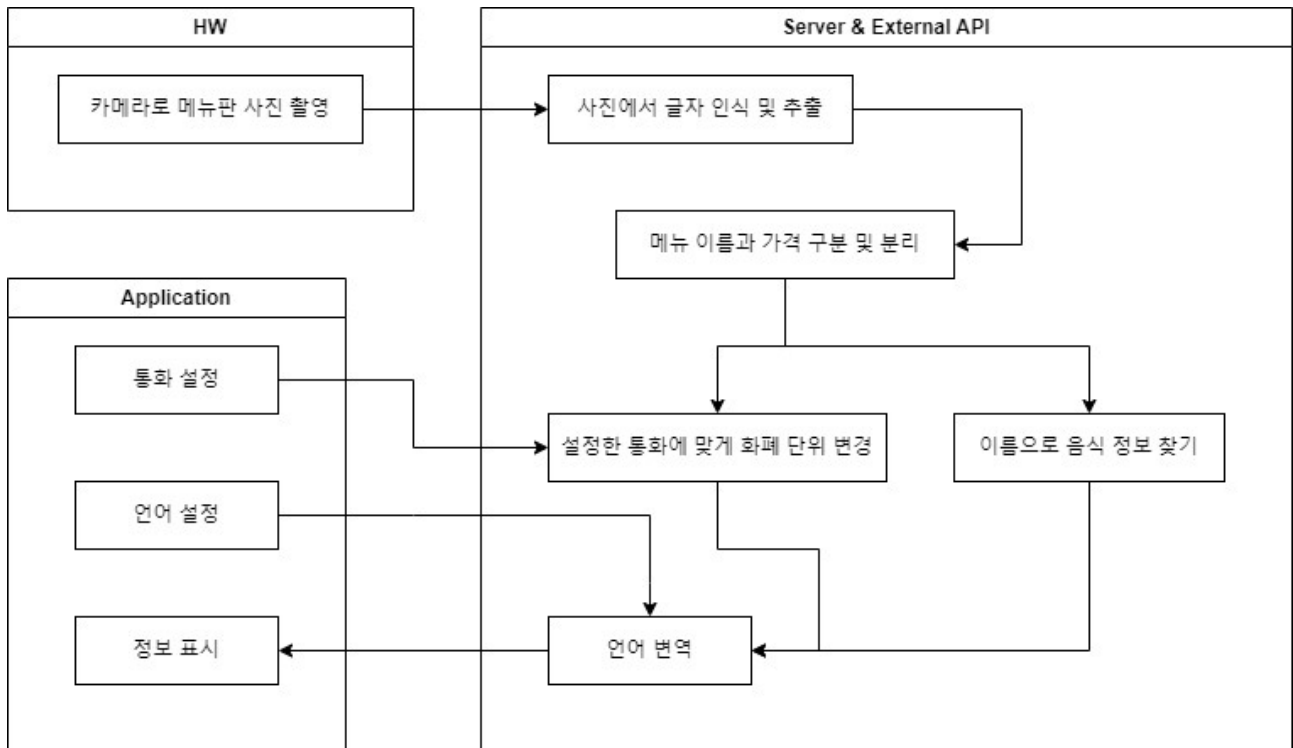 HW
Server & External API
카메라로 메뉴판 사진 촬영
사진에서 글자 인식 및 추출
메뉴 이름과 가격 구분 및 분리
Application
통화 설정
설정한 통화에 맞게 화폐 단위 변경
이름으로 음식 정보 찾기
언어 설정
정보 표시
언어 변역